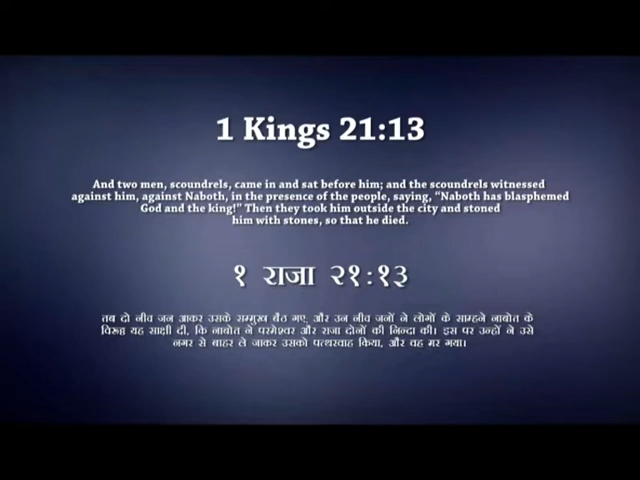 1 Kings 21:13
And two men, scoundrels, came in and sat before him; and the scoundrels witnessed
against him, against Naboth, in the presence of the people, saying, “Naboth has blasphemed
God and the king!” Then they took him outside the city and stoned
him with stones, so that he died.
१ राजा २१:१३
तब दो नीच जन आकर उसके सम्मुख बैठ गए, और उन नीच जनों ने लोगों के साम्हने नाबोत के
विरूद्ध यह साक्षी दी, कि नाबोत ने परमेश्वर और राजा दोनों की निन्दा की। इस पर उन्हों ने उसे
नगर से बाहर ले जाकर उसको पत्थरवाह किया, और वह मर गया।